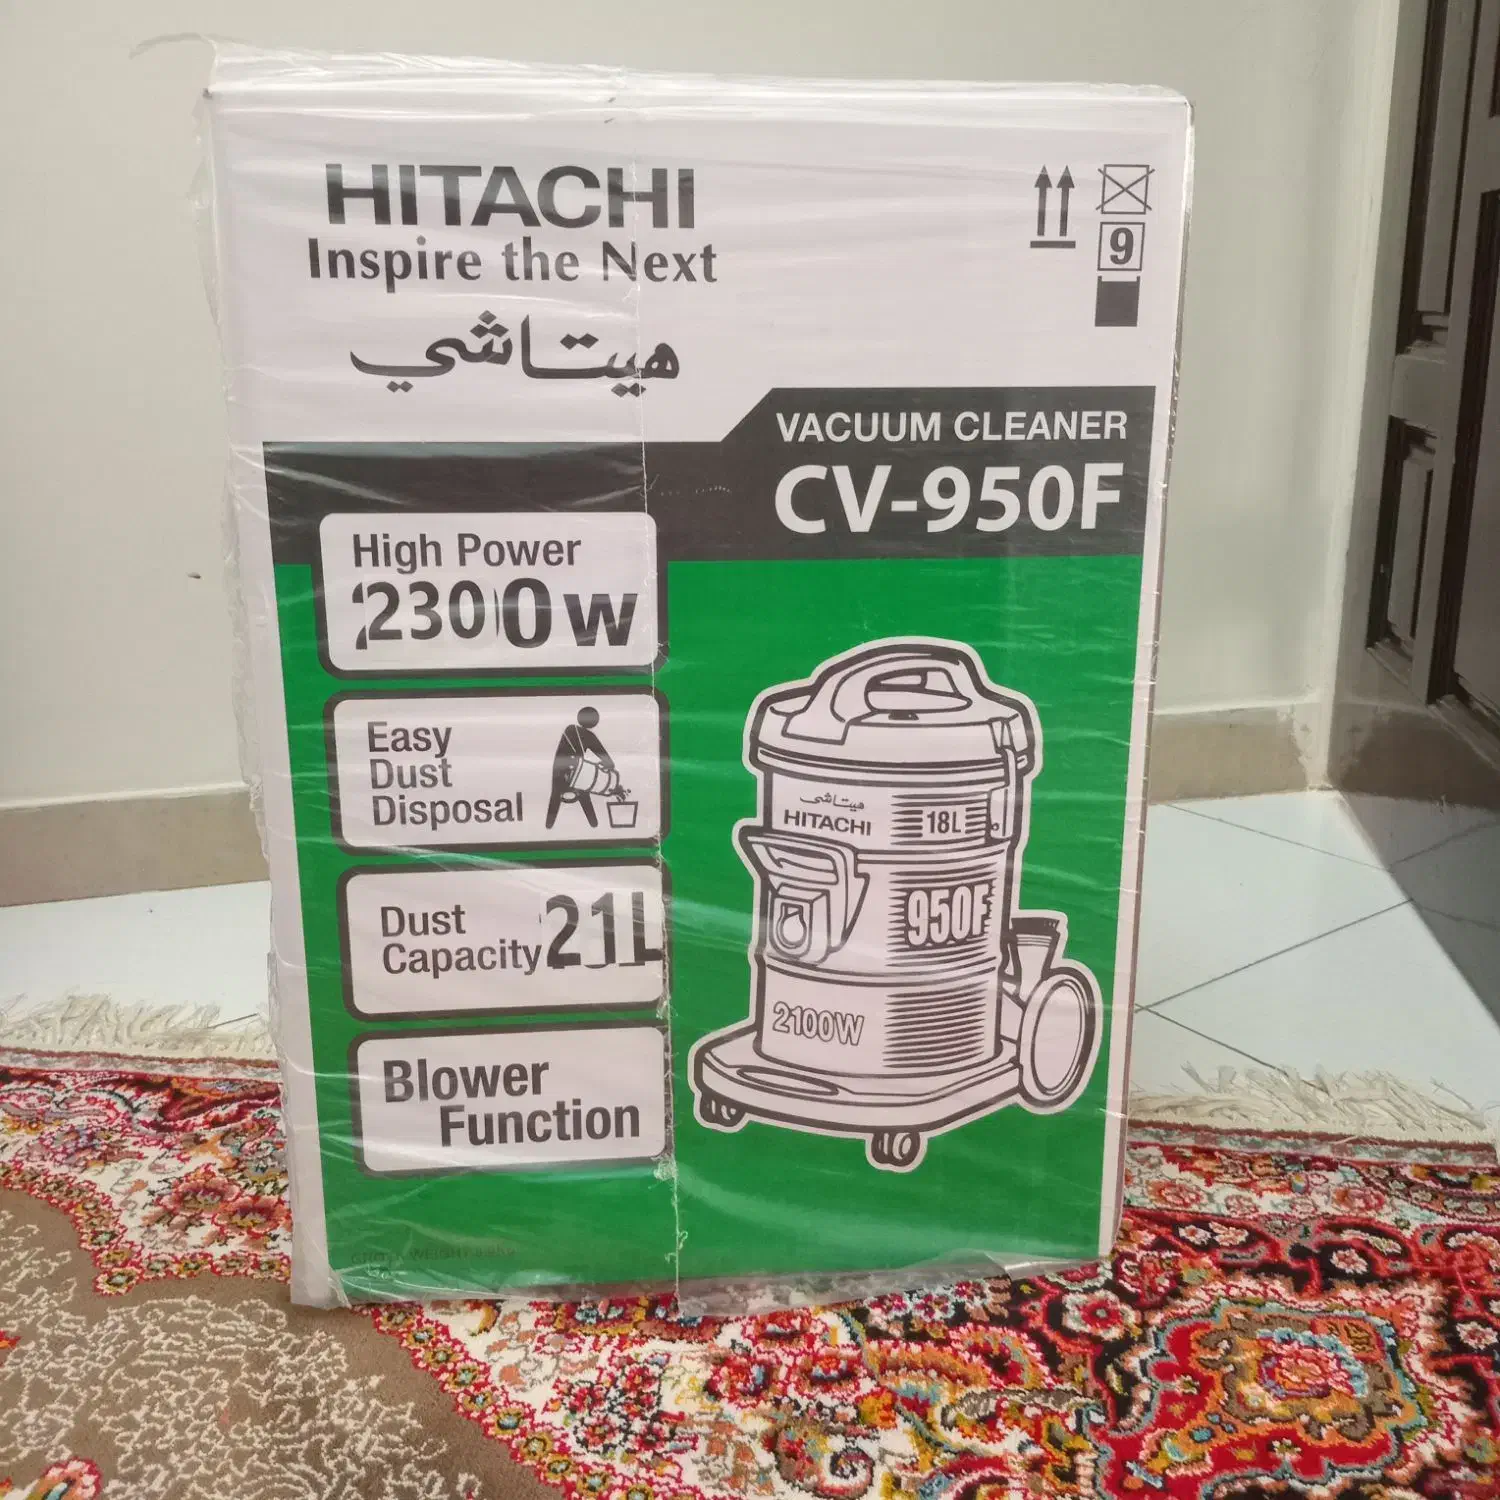 HITACHI
Inspire the Next
هيتاشي
9
VACUUM CLEANER
CV-950F
High Power
2300W
Easy
Dust
Disposal
Dust
Capacity 21L
Blower
Function
هيتاشي
HITACHI
18L
950F
2100W